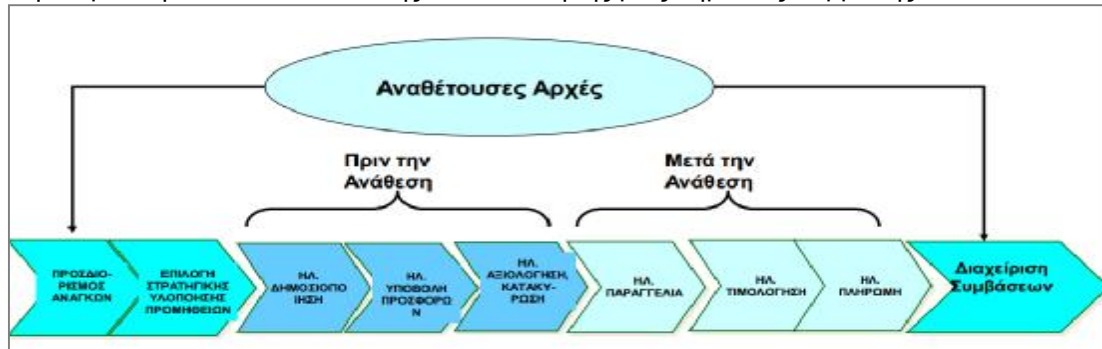 Αναθέτουσες Αρχές
Πριν την
Ανάθεση
Μετά την
Ανάθεση
ΠΡΟΣΔΙΟ-
ΡΙΣΜΟΣ
ΑΝΑΓΚΩΝ
ΕΠΙΛΟΓΗ
ΣΤΡΑΤΗΓΙΚΗΣ
ΥΛΟΠΟΙΗΣΗΣ
ΠΡΟΜΗΘΕΙΩΝ
ΗΛ.
ΔΗΜΟΣΙΟΠΟ
ΙΗΣΗ
ΗΛ.
ΥΠΟΒΟΛΗ
ΠΡΟΣΦΟΡΩ
Ν
ΗΛ.
ΑΞΙΟΛΟΓΗΣΗ,
ΚΑΤΑΚΥ-
ΡΩΣΗ
ΗΛ.
ΠΑΡΑΓΓΕΛΙΑ
ΗΛ.
ΤΙΜΟΛΟΓΗΣΗ
ΗΛ.
ΠΛΗΡΩΜΗ
Διαχείριση
Συμβάσεων